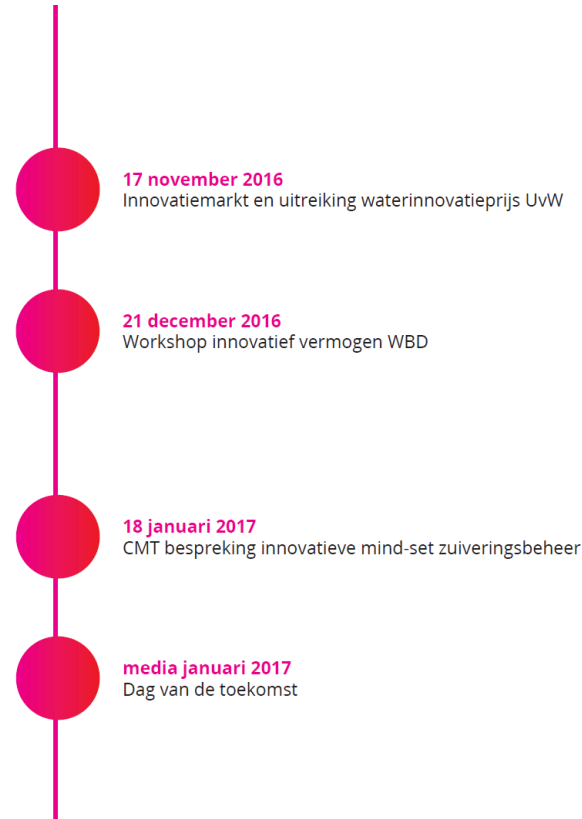 17 november 2016
Innovatiemarkt en uitreiking waterinnovatieprijs UvW
21 december 2016
Workshop innovatief vermogen WBD
18 januari 2017
CMT bespreking innovatieve mind-set zuiveringsbeheer
media januari 2017
Dag van de toekomst